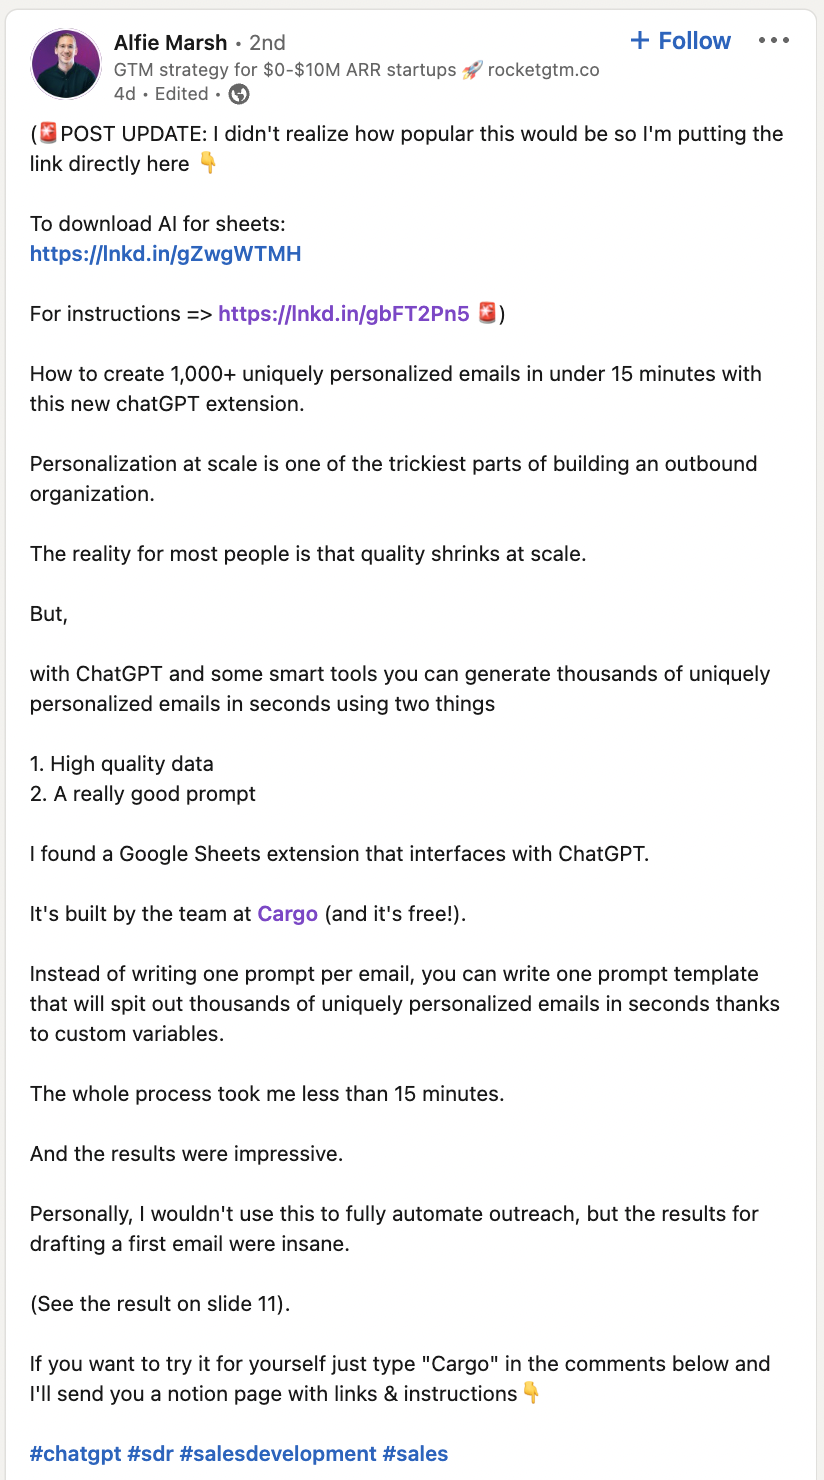 Alfie Marsh • 2nd
+ Follow
GTM strategy for $0-$10M ARR startups 🚀 rocketgtm.co
4d • Edited •
(🚨POST UPDATE: I didn't realize how popular this would be so I'm putting the
link directly here 👇
To download AI for sheets:
https://lnkd.in/gZwgWTMH
For instructions => https://lnkd.in/gbFT2Pn5 🚨)
How to create 1,000+ uniquely personalized emails in under 15 minutes with
this new chatGPT extension.
Personalization at scale is one of the trickiest parts of building an outbound
organization.
The reality for most people is that quality shrinks at scale.
But,
with ChatGPT and some smart tools you can generate thousands of uniquely
personalized emails in seconds using two things
1. High quality data
2. A really good prompt
I found a Google Sheets extension that interfaces with ChatGPT.
It's built by the team at Cargo (and it's free!).
Instead of writing one prompt per email, you can write one prompt template
that will spit out thousands of uniquely personalized emails in seconds thanks
to custom variables.
The whole process took me less than 15 minutes.
And the results were impressive.
Personally, I wouldn't use this to fully automate outreach, but the results for
drafting a first email were insane.
(See the result on slide 11).
If you want to try it for yourself just type "Cargo" in the comments below and
I'll send you a notion page with links & instructions👇
#chatgpt #sdr #salesdevelopment #sales